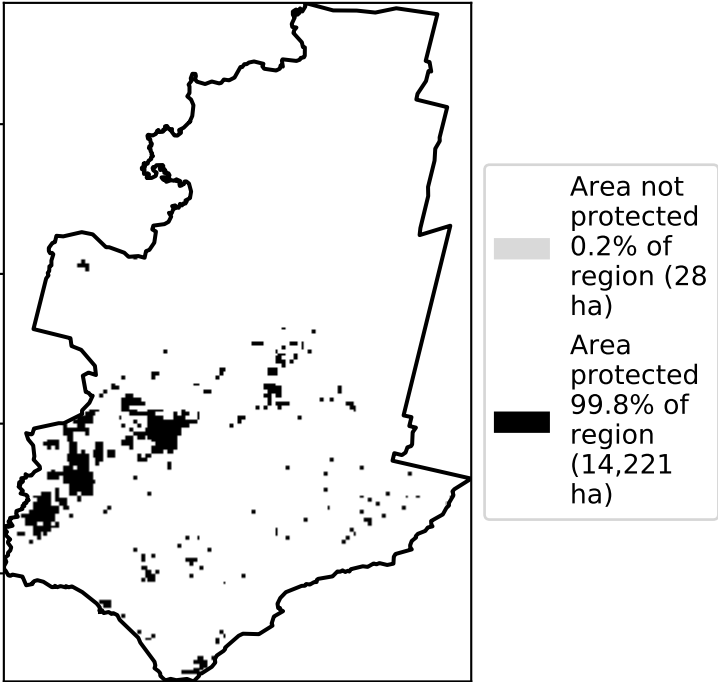 Area not
protected
0.2% of
region (28
ha)
Area
protected
99.8% of
region
(14,221
ha)